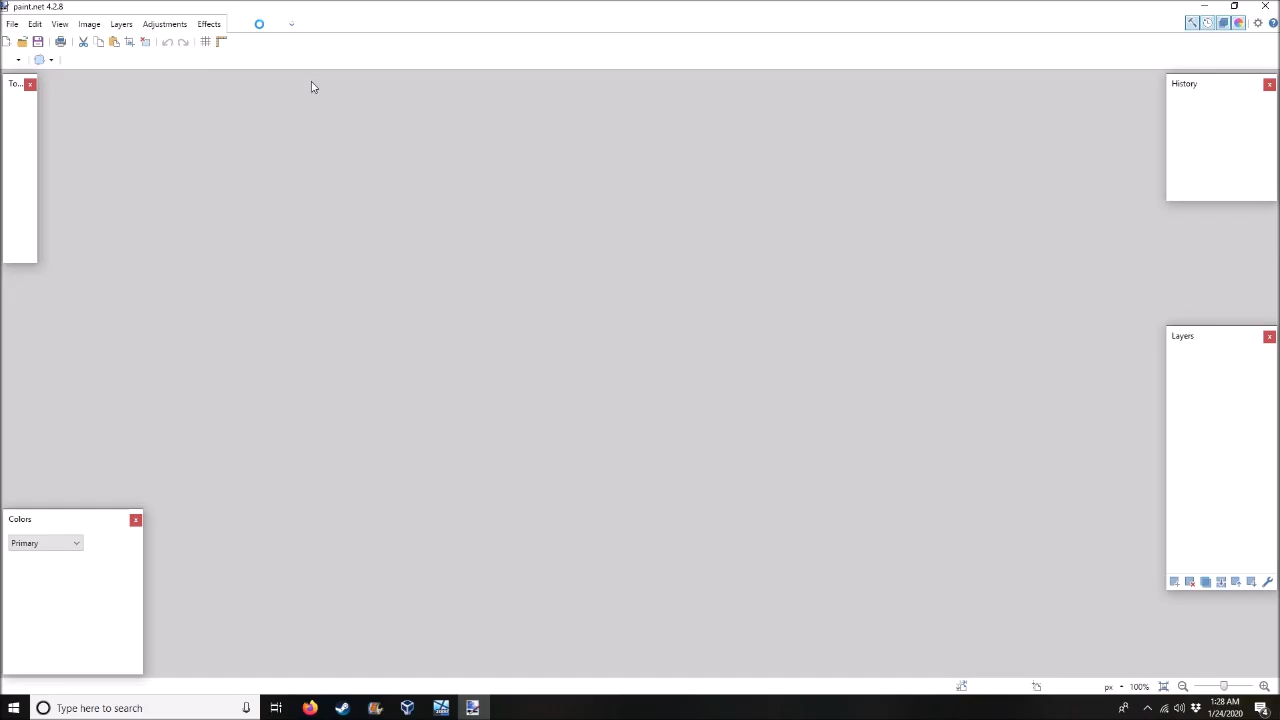 paint.net 4.2.8
File Edit View Image Layers Adjustments Effects
To...
History
Layers
Colors
Primary
px 100%
Type here to search
1:28 AM
1/24/2020
4